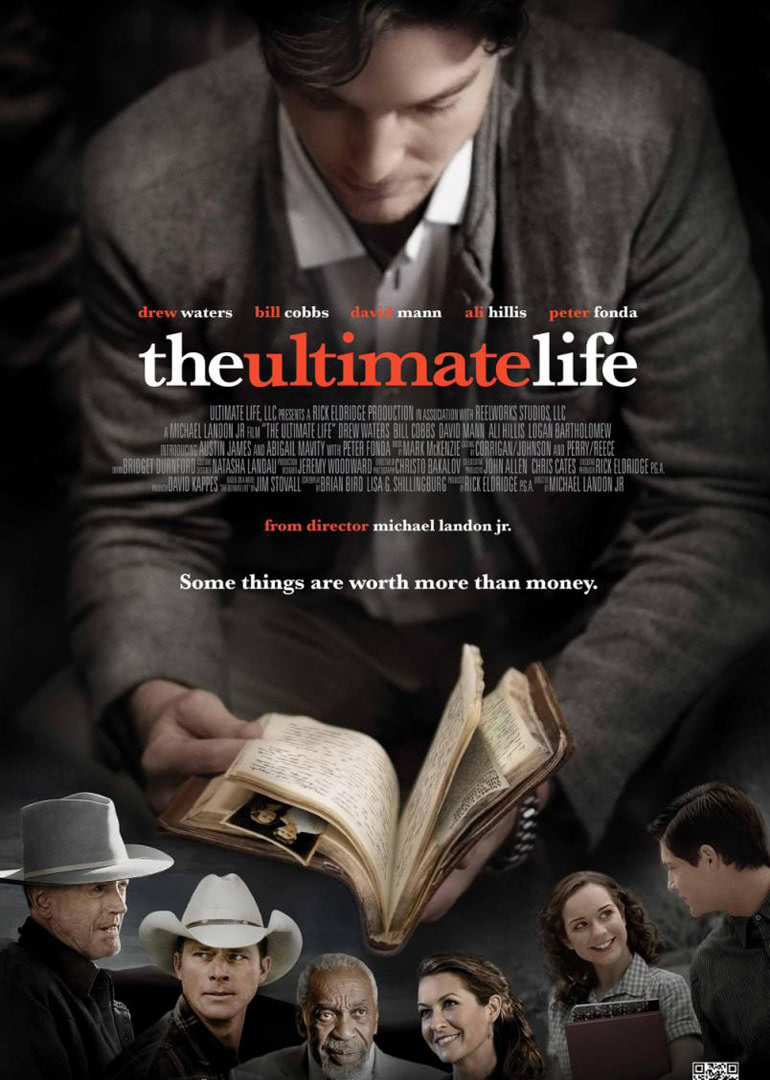 drew waters bill cobbs david mann ali hillis peter fonda
theultimatelife
ULTIMATE LIFE, LLC PRESENTS A RICK ELDRIDGE PRODUCTION IN ASSOCIATION WITH REELWORKS STUDIOS, LLC
A MICHAEL LANDON JR FILM "THE ULTIMATE LIFE" DREW WATERS BILL COBBS DAVID MANN ALI HILLIS LOGAN BARTHOLOMEW
INTRODUCING AUSTIN JAMES AND ABIGAIL MAVITY WITH PETER FONDA MARK McKENZIE CORRIGAN/JOHNSON AND PERRY/REECE
BRIDGET DURNFORD NATASHA LANDAU JEREMY WOODWARD CHRISTO BAKALOV JOHN ALLEN CHRIS CATES RICK ELDRIDGE P.G.A.
DAVID KAPPES JIM STOVALL BRIAN BIRD LISA G. SHILLINGBURG RICK ELDRIDGE P.G.A. MICHAEL LANDON JR
from director michael landon jr.
Some things are worth more than money.